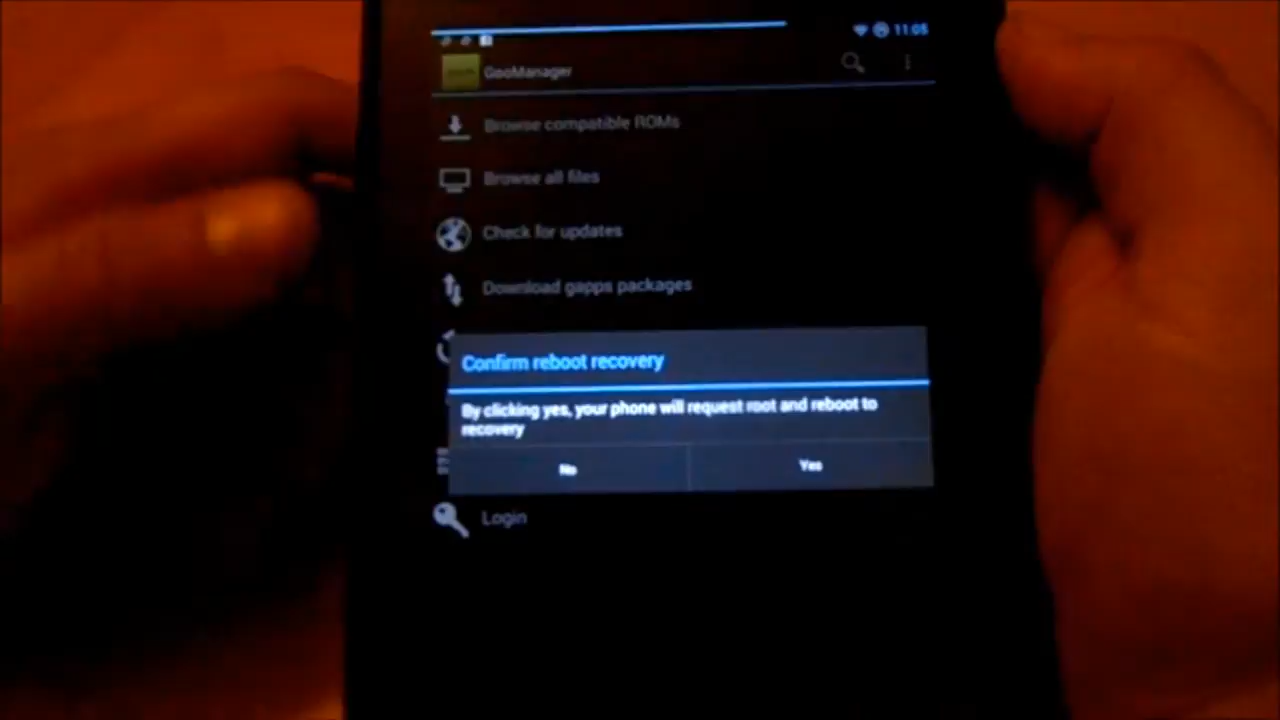 11:05
GooManager
Browse compatible ROMs
Browse all files
Check for updates
Download gapps packages
Confirm reboot recovery
By clicking yes, your phone will request root and reboot to
recovery
No
Yes
Login